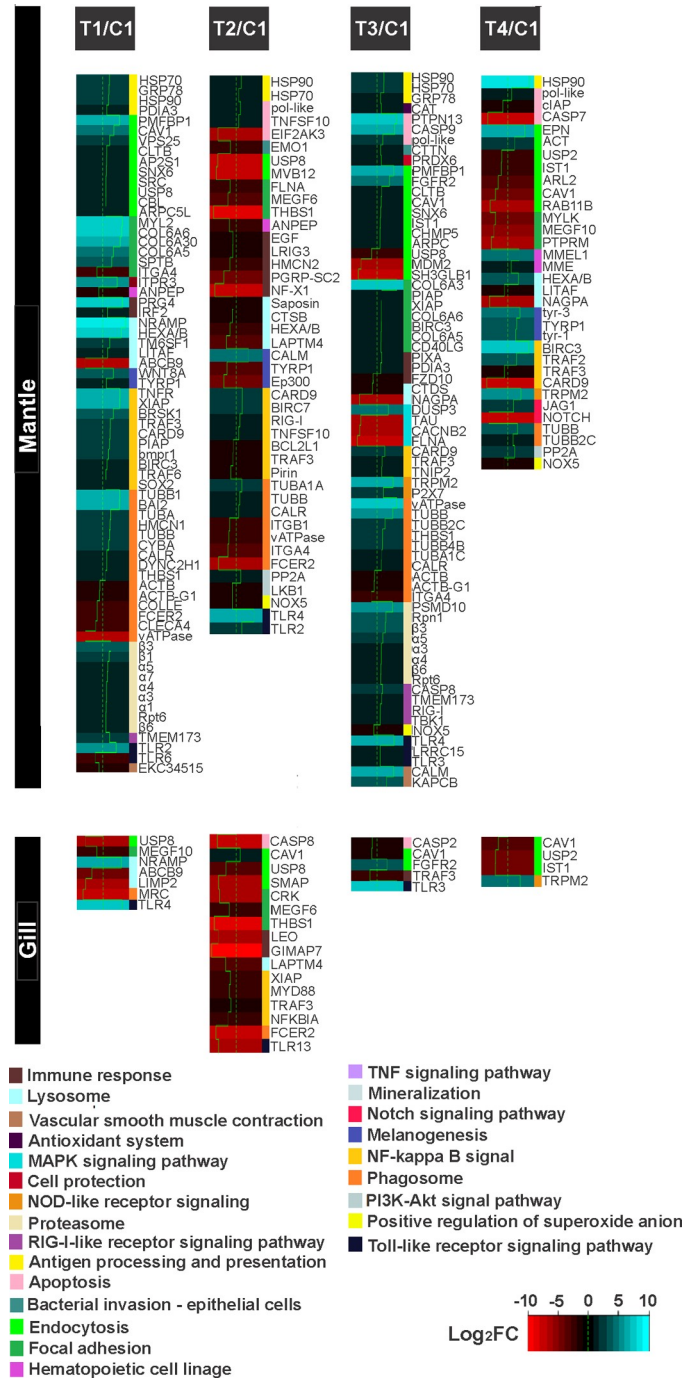 T1/C1
T2/C1
T3/C1
T4/C1
Mantle
HSP70
GRP78
HSP90
PDIA3
PMFBP1
CAV1
VPS25
CLTB
AP2S1
SNX6
SRC
USP8
CBL
ARPC5L
MYL2
COL6A6
COL6A30
COL6A5
SPTB
ITGA4
ITPR3
ANPEP
PRG4
IRF2
NRAMP
HEXA/B
TM6SF1
LITAF
ABCB9
WNT8A
TYRP1
TNFR
XIAP
BRSK1
TRAF3
CARD9
PIAP
bmpr1
BIRC3
TRAF6
SOX2
TUBB1
BAI2
TUBA
HMCN1
TUBB
CYBA
CALR
DYNC2H1
THBS1
ACTB
ACTB-G1
COLLE
FCER2
CLECA4
vATPase
β3
β1
α5
α7
α4
α3
α1
Rpt6
β6
TMEM173
TLR2
TLR6
EKC34515
HSP90
HSP70
pol-like
TNFSF10
EIF2AK3
EMO1
USP8
MVB12
FLNA
MEGF6
THBS1
ANPEP
EGF
LRIG3
HMCN2
PGRP-SC2
NF-X1
Saposin
CTSB
HEXA/B
LAPTM4
CALM
TYRP1
Ep300
CARD9
BIRC7
RIG-I
TNFSF10
BCL2L1
TRAF3
Pirin
TUBA1A
TUBB
CALR
ITGB1
vATPase
ITGA4
FCER2
PP2A
LKB1
NOX5
TLR4
TLR2
HSP90
HSP70
GRP78
CAT
PTPN13
CASP9
pol-like
CTTN
PRDX6
PMFBP1
FGFR2
CLTB
CAV1
SNX6
IST1
CHMP5
ARPC
USP8
MDM2
SH3GLB1
COL6A3
PIAP
XIAP
COL6A6
BIRC3
COL6A5
CD40LG
PIXA
PDIA3
FZD10
CTDS
NAGPA
DUSP3
TAU
CACNB2
FLNA
CARD9
TRAF3
TNIP2
TRPM2
P2X7
vATPase
TUBB
TUBB2C
THBS1
TUBB4B
TUBA1C
CALR
ACTB
ACTB-G1
ITGA4
PSMD10
Rpn1
β3
α5
α3
α4
β6
Rpt6
CASP8
TMEM173
RIG-I
TBK1
NOX5
TLR4
LRRC15
TLR3
CALM
KAPCB
HSP90
pol-like
cIAP
CASP7
EPN
ACT
USP2
IST1
ARL2
CAV1
RAB11B
MYLK
MEGF10
PTPRM
MMEL1
MME
HEXA/B
LITAF
NAGPA
tyr-3
TYRP1
tyr-1
BIRC3
TRAF2
TRAF3
CARD9
TRPM2
JAG1
NOTCH
TUBB
TUBB2C
PP2A
NOX5
Gill
USP8
MEGF10
NRAMP
ABCB9
LIMP2
MRC
TLR4
CASP8
CAV1
USP8
SMAP
CRK
MEGF6
THBS1
LEO
GIMAP7
LAPTM4
XIAP
MYD88
TRAF3
NFKBIA
FCER2
TLR13
CASP2
CAV1
FGFR2
TRAF3
TLR3
CAV1
USP2
IST1
TRPM2
Immune response
Lysosome
Vascular smooth muscle contraction
Antioxidant system
MAPK signaling pathway
Cell protection
NOD-like receptor signaling
Proteasome
RIG-I-like receptor signaling pathway
Antigen processing and presentation
Apoptosis
Bacterial invasion - epithelial cells
Endocytosis
Focal adhesion
Hematopoietic cell linage
TNF signaling pathway
Mineralization
Notch signaling pathway
Melanogenesis
NF-kappa B signal
Phagosome
PI3K-Akt signal pathway
Positive regulation of superoxide anion
Toll-like receptor signaling pathway
-10 -5 0 5 10
Log2FC